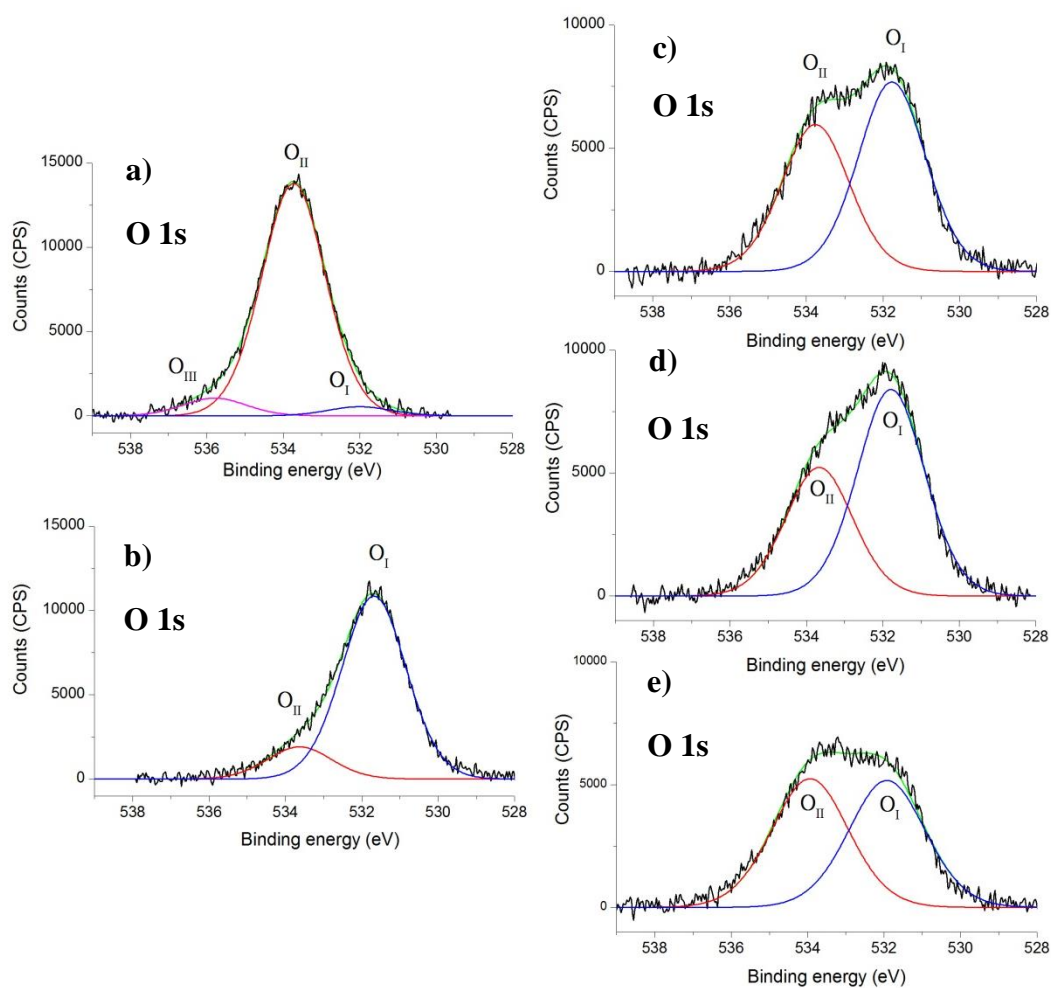 a)
O 1s
Counts (CPS)
15000
10000
5000
0
O_III
O_II
O_I
538
536
534
532
530
528
Binding energy (eV)
b)
O 1s
Counts (CPS)
15000
10000
5000
0
O_II
O_I
538
536
534
532
530
528
Binding energy (eV)
c)
O 1s
Counts (CPS)
10000
5000
0
O_II
O_I
538
536
534
532
530
528
Binding energy (eV)
d)
O 1s
Counts (CPS)
10000
5000
0
O_II
O_I
538
536
534
532
530
528
Binding energy (eV)
e)
O 1s
Counts (CPS)
10000
5000
0
O_II
O_I
538
536
534
532
530
528
Binding energy (eV)